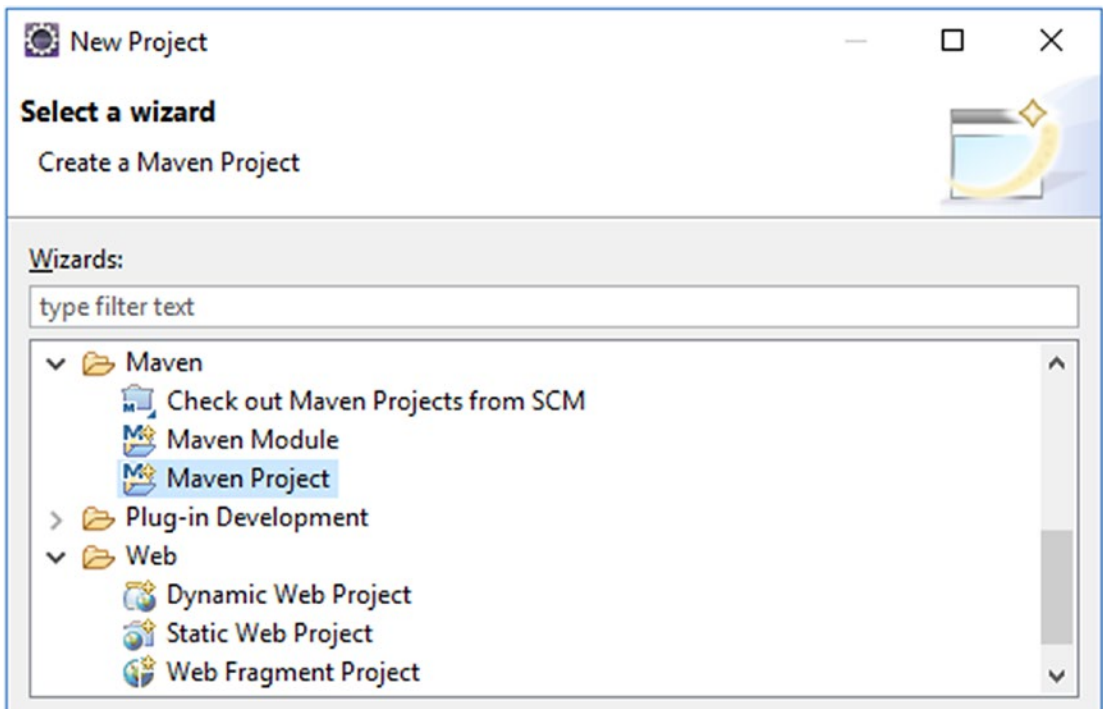 New Project
Select a wizard
Create a Maven Project
Wizards:
type filter text
Maven
Check out Maven Projects from SCM
Maven Module
Maven Project
Plug-in Development
Web
Dynamic Web Project
Static Web Project
Web Fragment Project